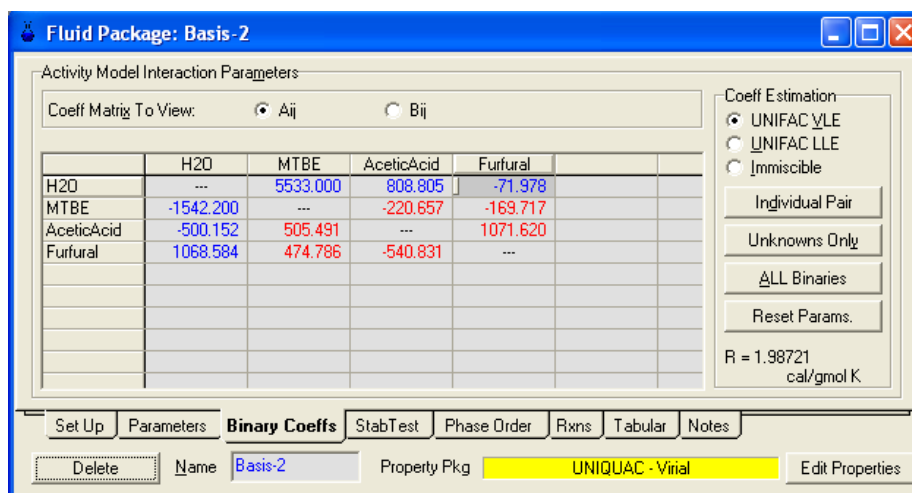 Fluid Package: Basis-2
Activity Model Interaction Parameters
Coeff Matrix To View: Aij Bij
H2O MTBE AceticAcid Furfural
H2O --- 5533.000 808.805 -71.978
MTBE -1542.200 --- -220.657 -169.717
AceticAcid -500.152 505.491 --- 1071.620
Furfural 1068.584 474.786 -540.831 ---
Coeff Estimation
UNIFAC VLE
UNIFAC LLE
Immiscible
Individual Pair
Unknowns Only
ALL Binaries
Reset Params.
R = 1.98721
cal/gmol K
Set Up Parameters Binary Coeffs StabTest Phase Order Rxns Tabular Notes
Delete Name Basis-2 Property Pkg UNIQUAC - Virial Edit Properties